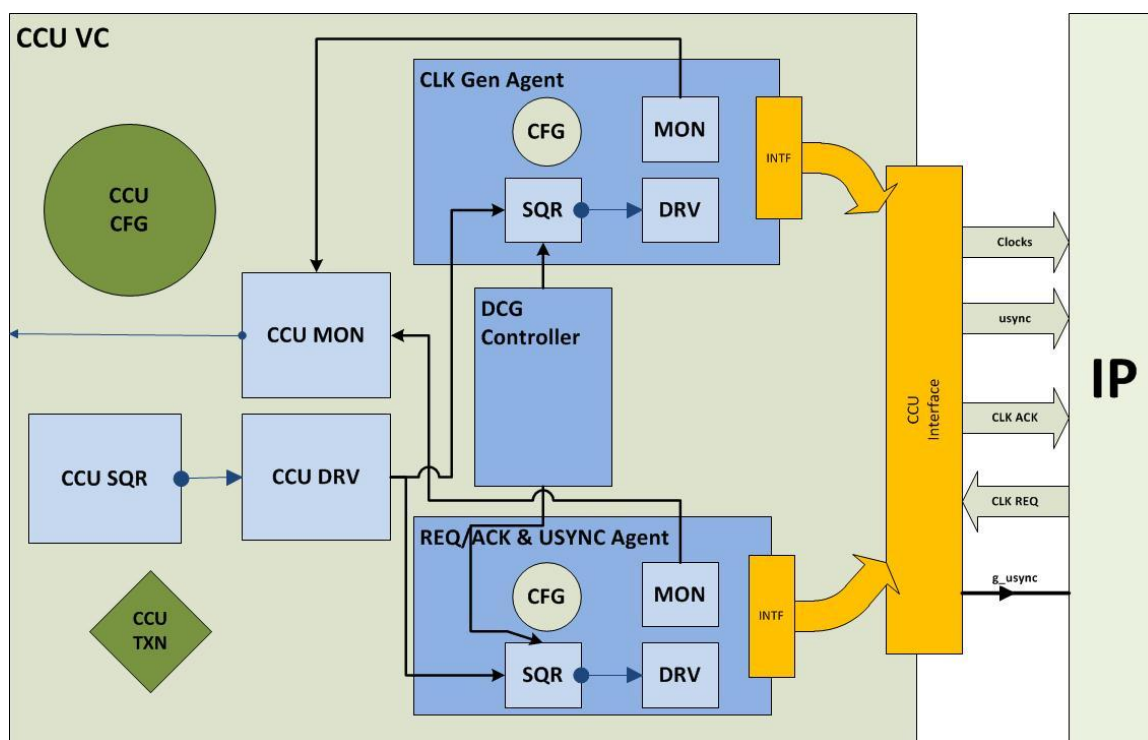 CCU VC
CLK Gen Agent
CFG
MON
INTF
SQR
DRV
CCU
CFG
CCU MON
DCG
Controller
CCU SQR
CCU DRV
CCU
TXN
REQ/ACK & USYNC Agent
CFG
MON
INTF
SQR
DRV
CCU
Interface
Clocks
usync
CLK ACK
CLK REQ
g_usync
IP